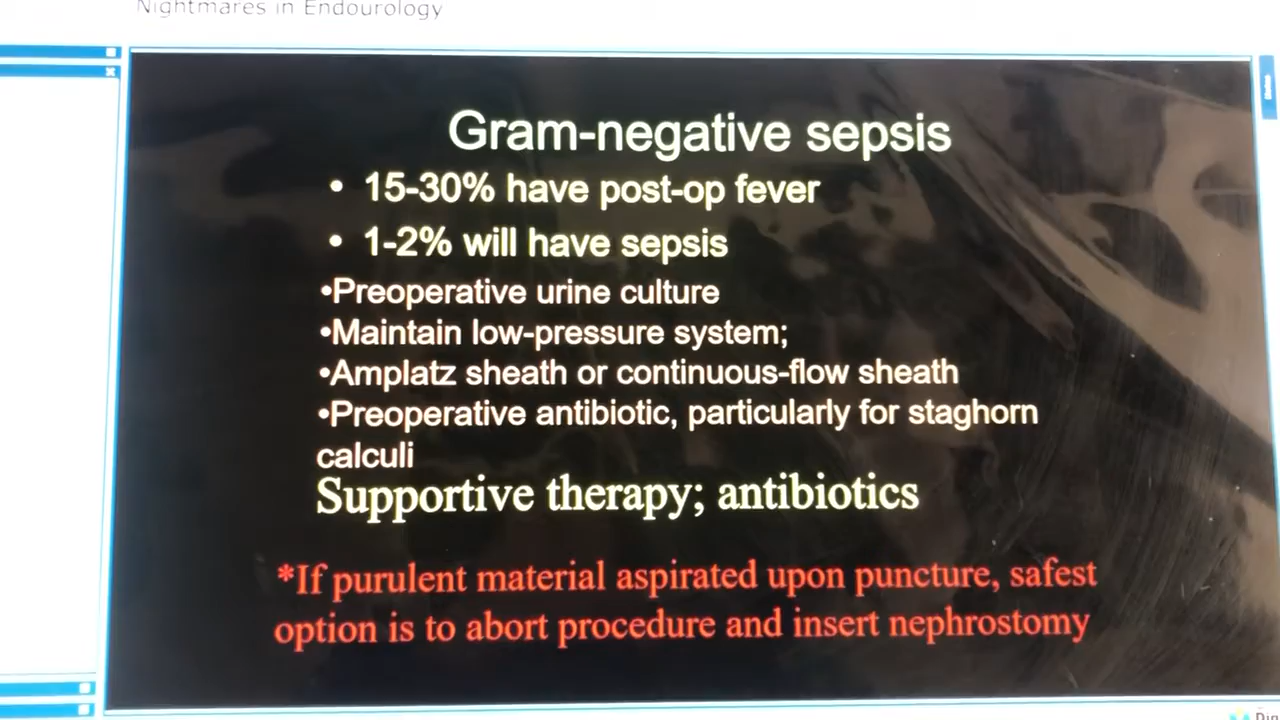 Nightmares in Endourology
Gram-negative sepsis
• 15-30% have post-op fever
• 1-2% will have sepsis
•Preoperative urine culture
•Maintain low-pressure system;
•Amplatz sheath or continuous-flow sheath
•Preoperative antibiotic, particularly for staghorn
calculi
Supportive therapy; antibiotics
*If purulent material aspirated upon puncture, safest
option is to abort procedure and insert nephrostomy